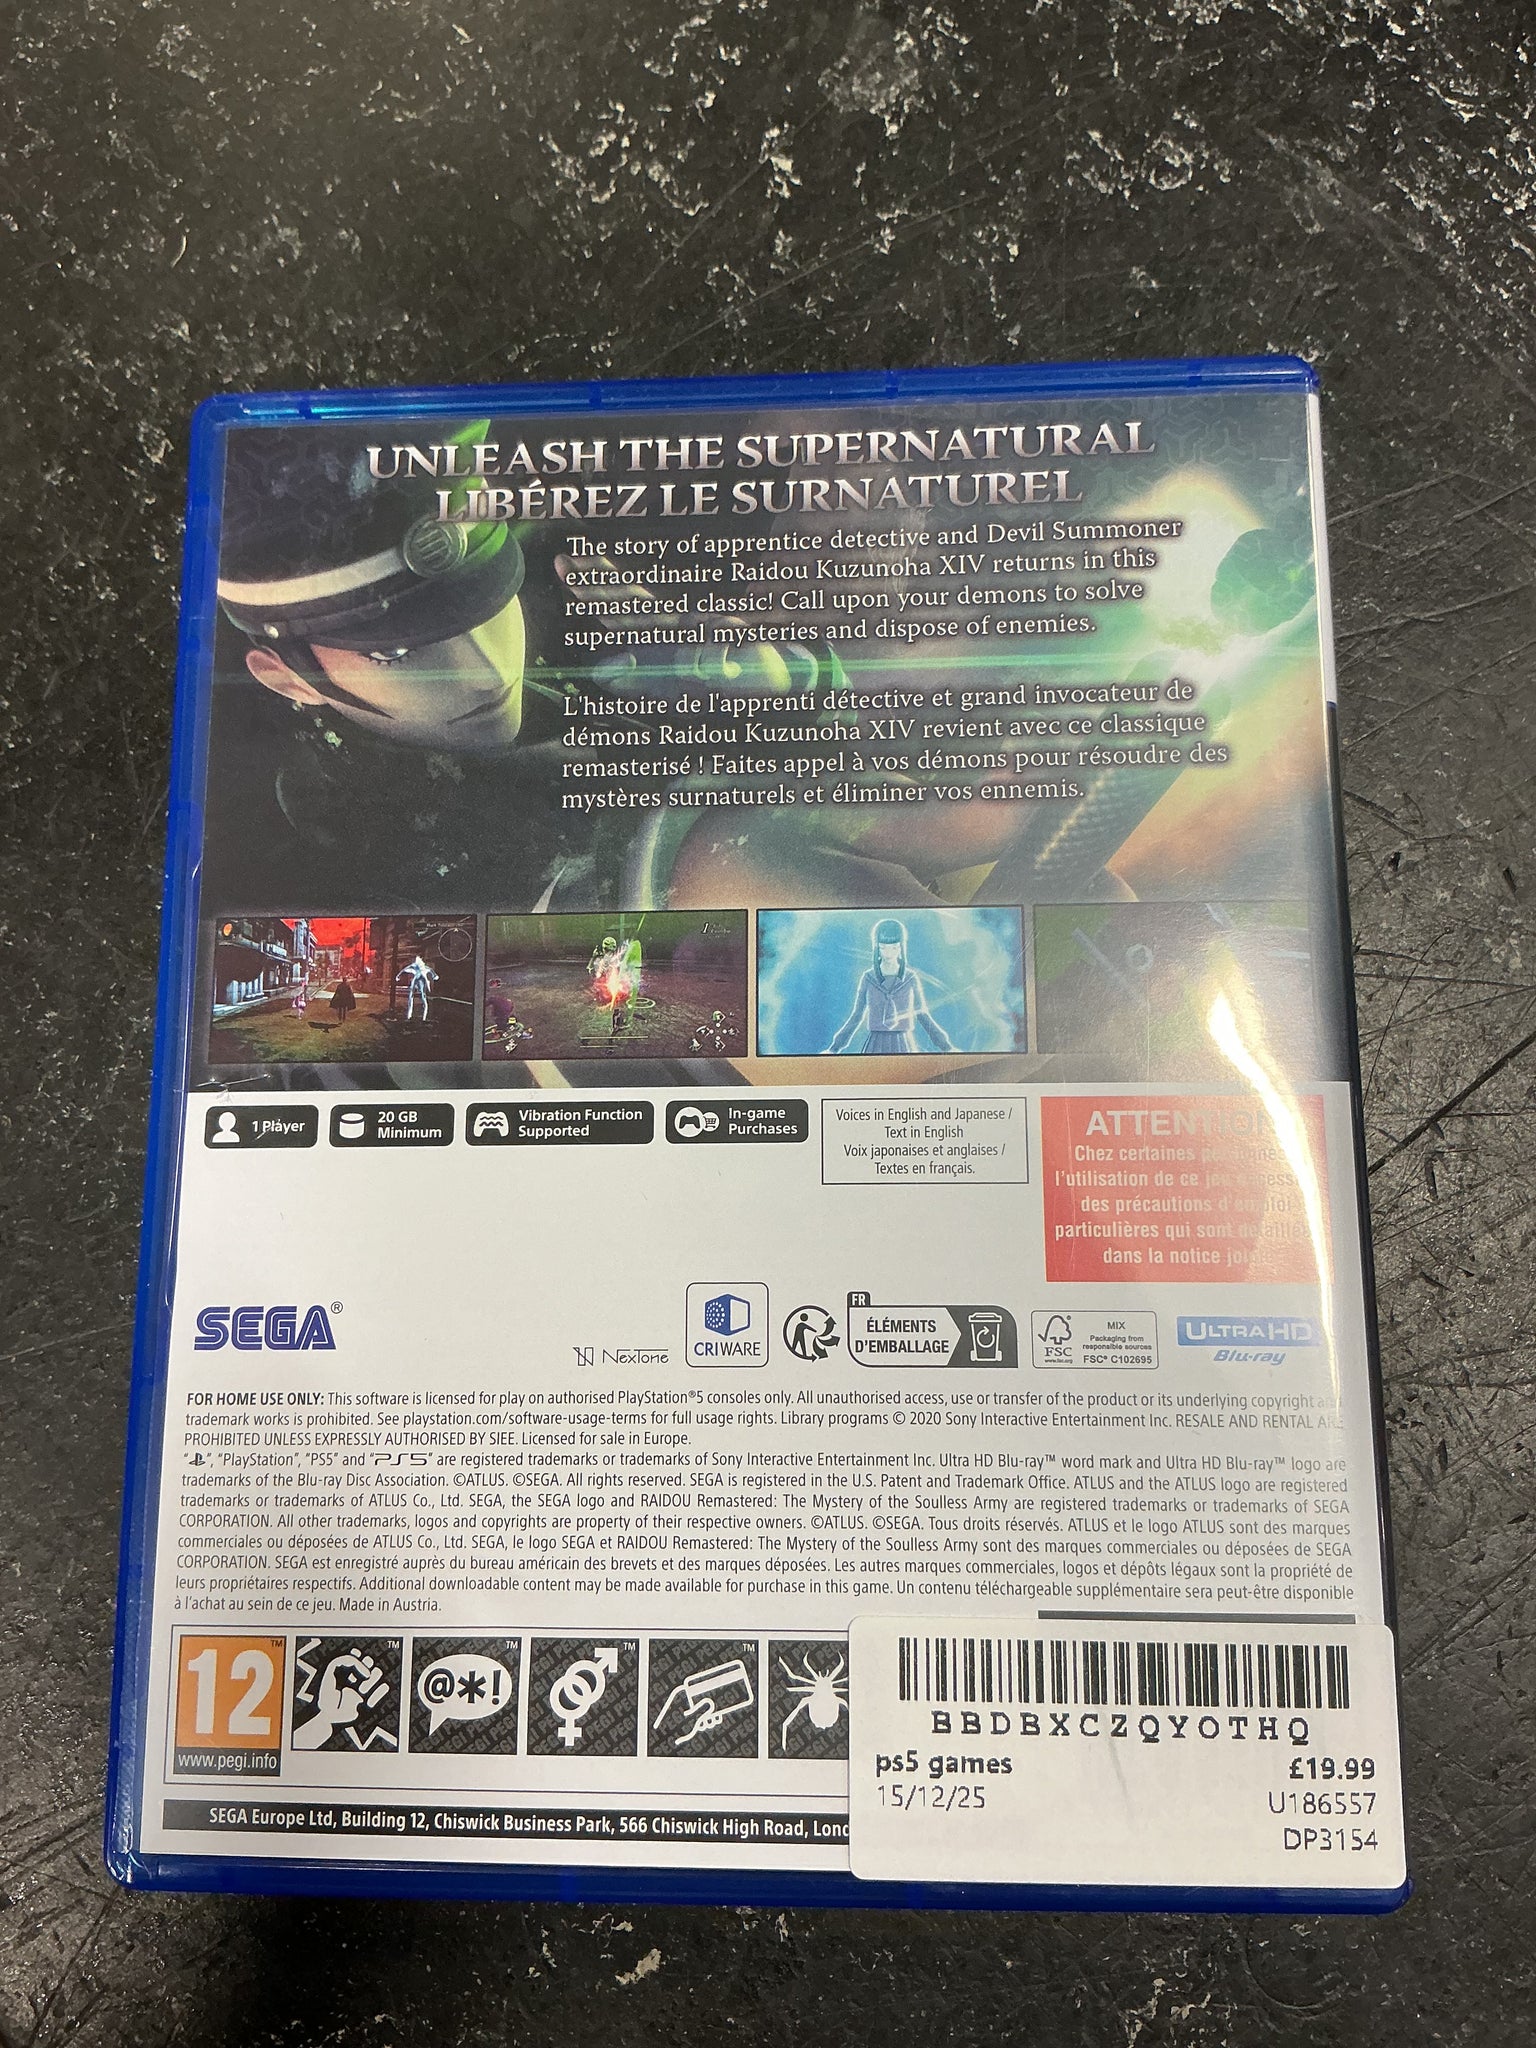 UNLEASH THE SUPERNATURAL
LIBÉREZ LE SURNATUREL
The story of apprentice detective and Devil Summoner
extraordinaire Raidou Kuzunoha XIV returns in this
remastered classic! Call upon your demons to solve
supernatural mysteries and dispose of enemies.
L'histoire de l'apprenti détective et grand invocateur de
démons Raidou Kuzunoha XIV revient avec ce classique
remasterisé ! Faites appel à vos démons pour résoudre des
mystères surnaturels et éliminer vos ennemis.
1 Player
20 GB
Minimum
Vibration Function
Supported
In-game
Purchases
Voices in English and Japanese /
Text in English
Voix japonaises et anglaises /
Textes en français.
ATTENTION
Chez certaines personnes
l'utilisation de ce jeu
des précautions d'emploi
particulières qui sont détaillées
dans la notice jointe
SEGA®
NexTone
CRIWARE
FR
ÉLÉMENTS
D'EMBALLAGE
FSC
www.fsc.org
MIX
Packaging from
responsible sources
FSC® C102695
ULTRA HD
Blu-ray
FOR HOME USE ONLY: This software is licensed for play on authorised PlayStation®5 consoles only. All unauthorised access, use or transfer of the product or its underlying copyright and
trademark works is prohibited. See playstation.com/software-usage-terms for full usage rights. Library programs © 2020 Sony Interactive Entertainment Inc. RESALE AND RENTAL ARE
PROHIBITED UNLESS EXPRESSLY AUTHORISED BY SIEE. Licensed for sale in Europe.
"PS", "PlayStation", "PS5" and "PS5" are registered trademarks or trademarks of Sony Interactive Entertainment Inc. Ultra HD Blu-ray™ word mark and Ultra HD Blu-ray™ logo are
trademarks of the Blu-ray Disc Association. ©ATLUS. ©SEGA. All rights reserved. SEGA is registered in the U.S. Patent and Trademark Office. ATLUS and the ATLUS logo are registered
trademarks or trademarks of ATLUS Co., Ltd. SEGA, the SEGA logo and RAIDOU Remastered: The Mystery of the Soulless Army are registered trademarks or trademarks of SEGA
CORPORATION. All other trademarks, logos and copyrights are property of their respective owners. ©ATLUS. ©SEGA. Tous droits réservés. ATLUS et le logo ATLUS sont des marques
commerciales ou déposées de ATLUS Co., Ltd. SEGA, le logo SEGA et RAIDOU Remastered: The Mystery of the Soulless Army sont des marques commerciales ou déposées de SEGA
CORPORATION. SEGA est enregistré auprès du bureau américain des brevets et des marques déposées. Les autres marques commerciales, logos et dépôts légaux sont la propriété de
leurs propriétaires respectifs. Additional downloadable content may be made available for purchase in this game. Un contenu téléchargeable supplémentaire sera peut-être disponible
à l'achat au sein de ce jeu. Made in Austria.
12
www.pegi.info
@*!
SEGA Europe Ltd, Building 12, Chiswick Business Park, 566 Chiswick High Road, Lond
BBDBXCZQYOTHQ
ps5 games
£19.99
15/12/25
U186557
DP3154